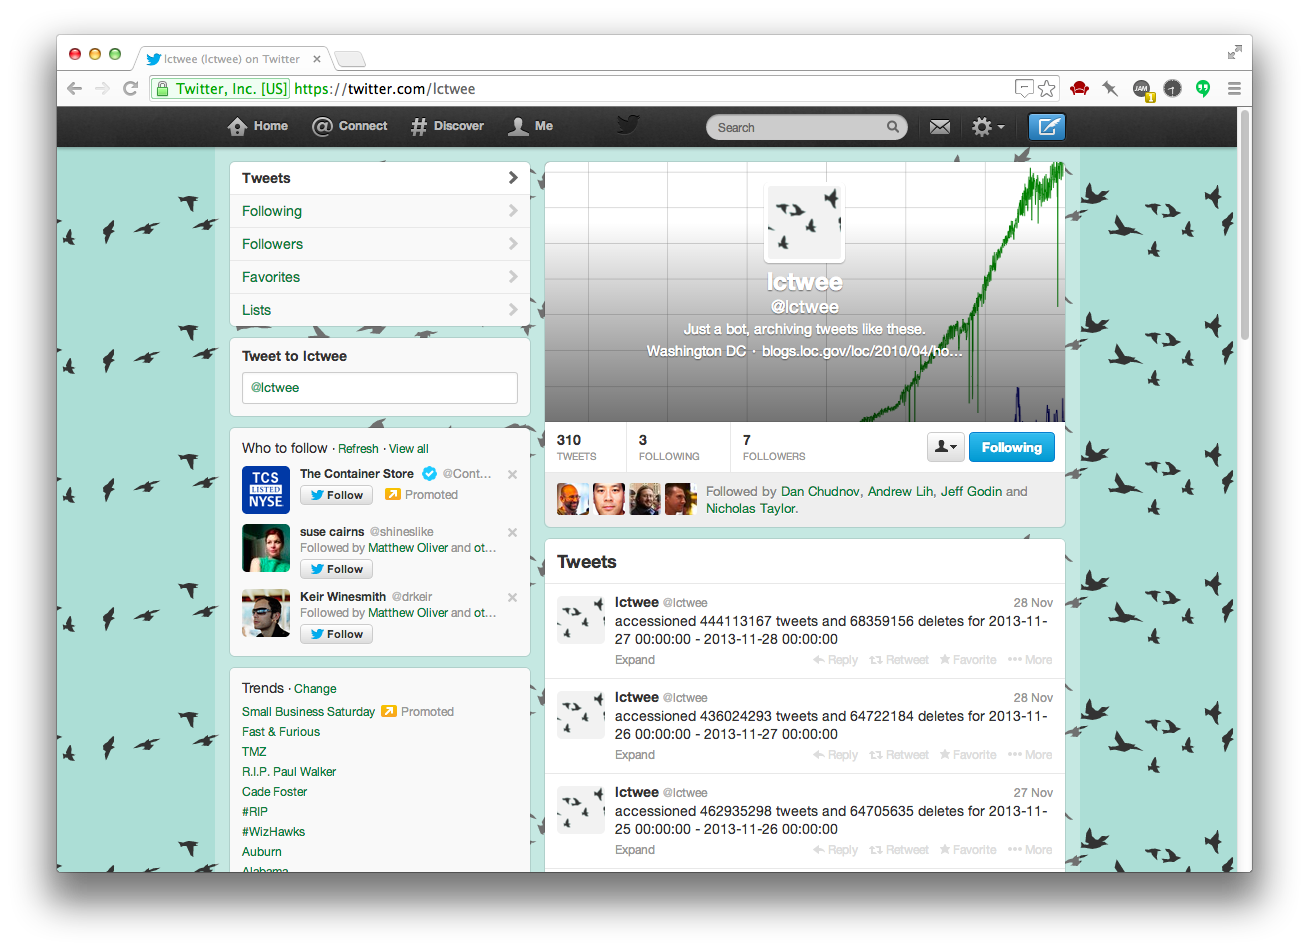 lctwee (lctwee) on Twitter
Twitter, Inc. [US] https://twitter.com/lctwee
JAM
1
Home
Connect
Discover
Me
Search
Tweets
Following
Followers
Favorites
Lists
Tweet to lctwee
@lctwee
Who to follow · Refresh · View all
TCS
LISTED
NYSE
The Container Store @Cont...
Follow Promoted
suse cairns @shineslike
Followed by Matthew Oliver and ot...
Follow
Keir Winesmith @drkeir
Followed by Matthew Oliver and ot...
Follow
Trends · Change
Small Business Saturday Promoted
Fast & Furious
TMZ
R.I.P. Paul Walker
Cade Foster
#RIP
#WizHawks
Auburn
Alabama
lctwee
@lctwee
Just a bot, archiving tweets like these.
Washington DC · blogs.loc.gov/loc/2010/04/ho...
310
TWEETS
3
FOLLOWING
7
FOLLOWERS
Following
Followed by Dan Chudnov, Andrew Lih, Jeff Godin and
Nicholas Taylor.
Tweets
lctwee @lctwee 28 Nov
accessioned 444113167 tweets and 68359156 deletes for 2013-11-
27 00:00:00 - 2013-11-28 00:00:00
Expand Reply Retweet Favorite More
lctwee @lctwee 28 Nov
accessioned 436024293 tweets and 64722184 deletes for 2013-11-
26 00:00:00 - 2013-11-27 00:00:00
Expand Reply Retweet Favorite More
lctwee @lctwee 27 Nov
accessioned 462935298 tweets and 64705635 deletes for 2013-11-
25 00:00:00 - 2013-11-26 00:00:00
Expand Reply Retweet Favorite More